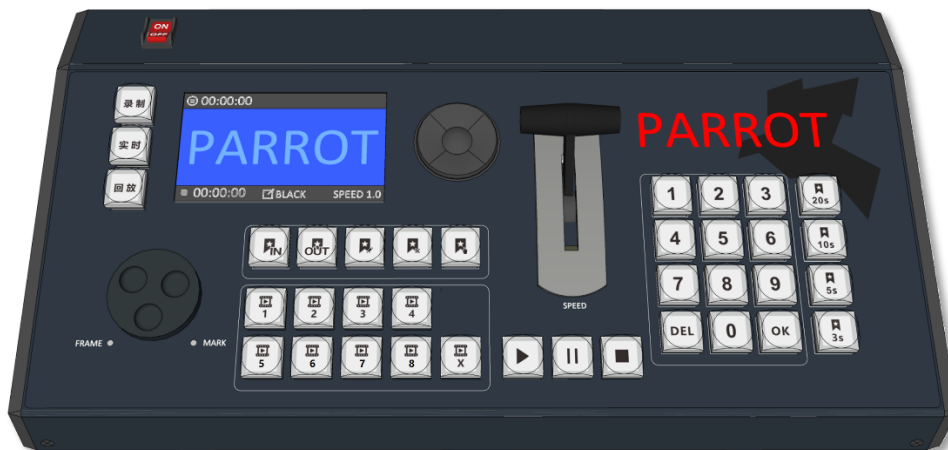 ON
OFF
录制
实时
回放
00:00:00
PARROT
00:00:00 BLACK SPEED 1.0
PARROT
1 2 3 20s
4 5 6 10s
7 8 9 5s
DEL 0 OK 3s
IN OUT
1 2 3 4
5 6 7 8 X
SPEED
FRAME MARK